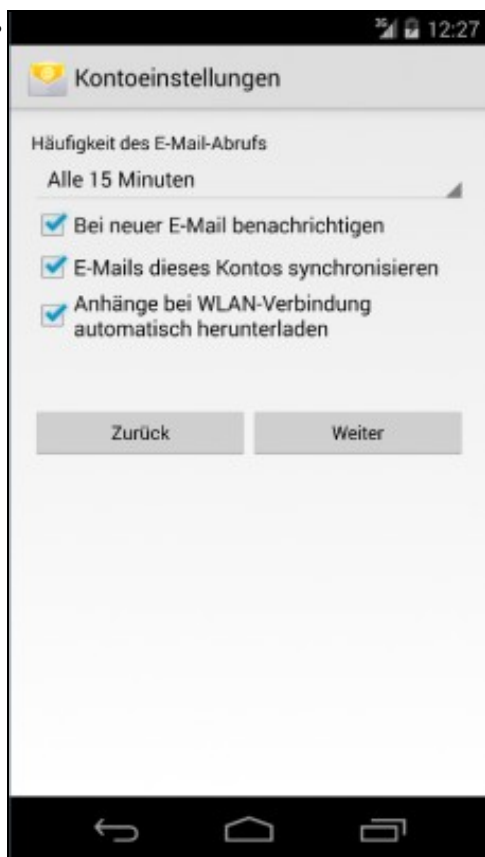 3G 12:27
Kontoeinstellungen
Häufigkeit des E-Mail-Abrufs
Alle 15 Minuten
Bei neuer E-Mail benachrichtigen
E-Mails dieses Kontos synchronisieren
Anhänge bei WLAN-Verbindung
automatisch herunterladen
Zurück Weiter